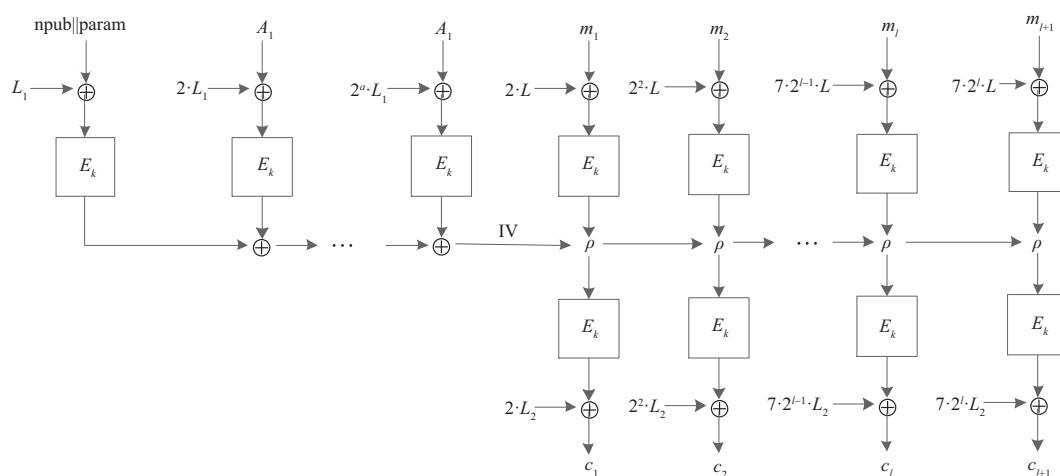 npub||param A₁ A₁ m₁ m₂ mₗ mₗ₊₁
L₁ 2·L₁ 2ᵃ·L₁ 2·L 2²·L 7·2ˡ⁻¹·L 7·2ˡ·L
Eₖ Eₖ Eₖ Eₖ Eₖ Eₖ Eₖ
··· IV ρ ρ ··· ρ ρ
Eₖ Eₖ Eₖ Eₖ
2·L₂ 2²·L₂ 7·2ˡ⁻¹·L₂ 7·2ˡ·L₂
c₁ c₂ cₗ cₗ₊₁